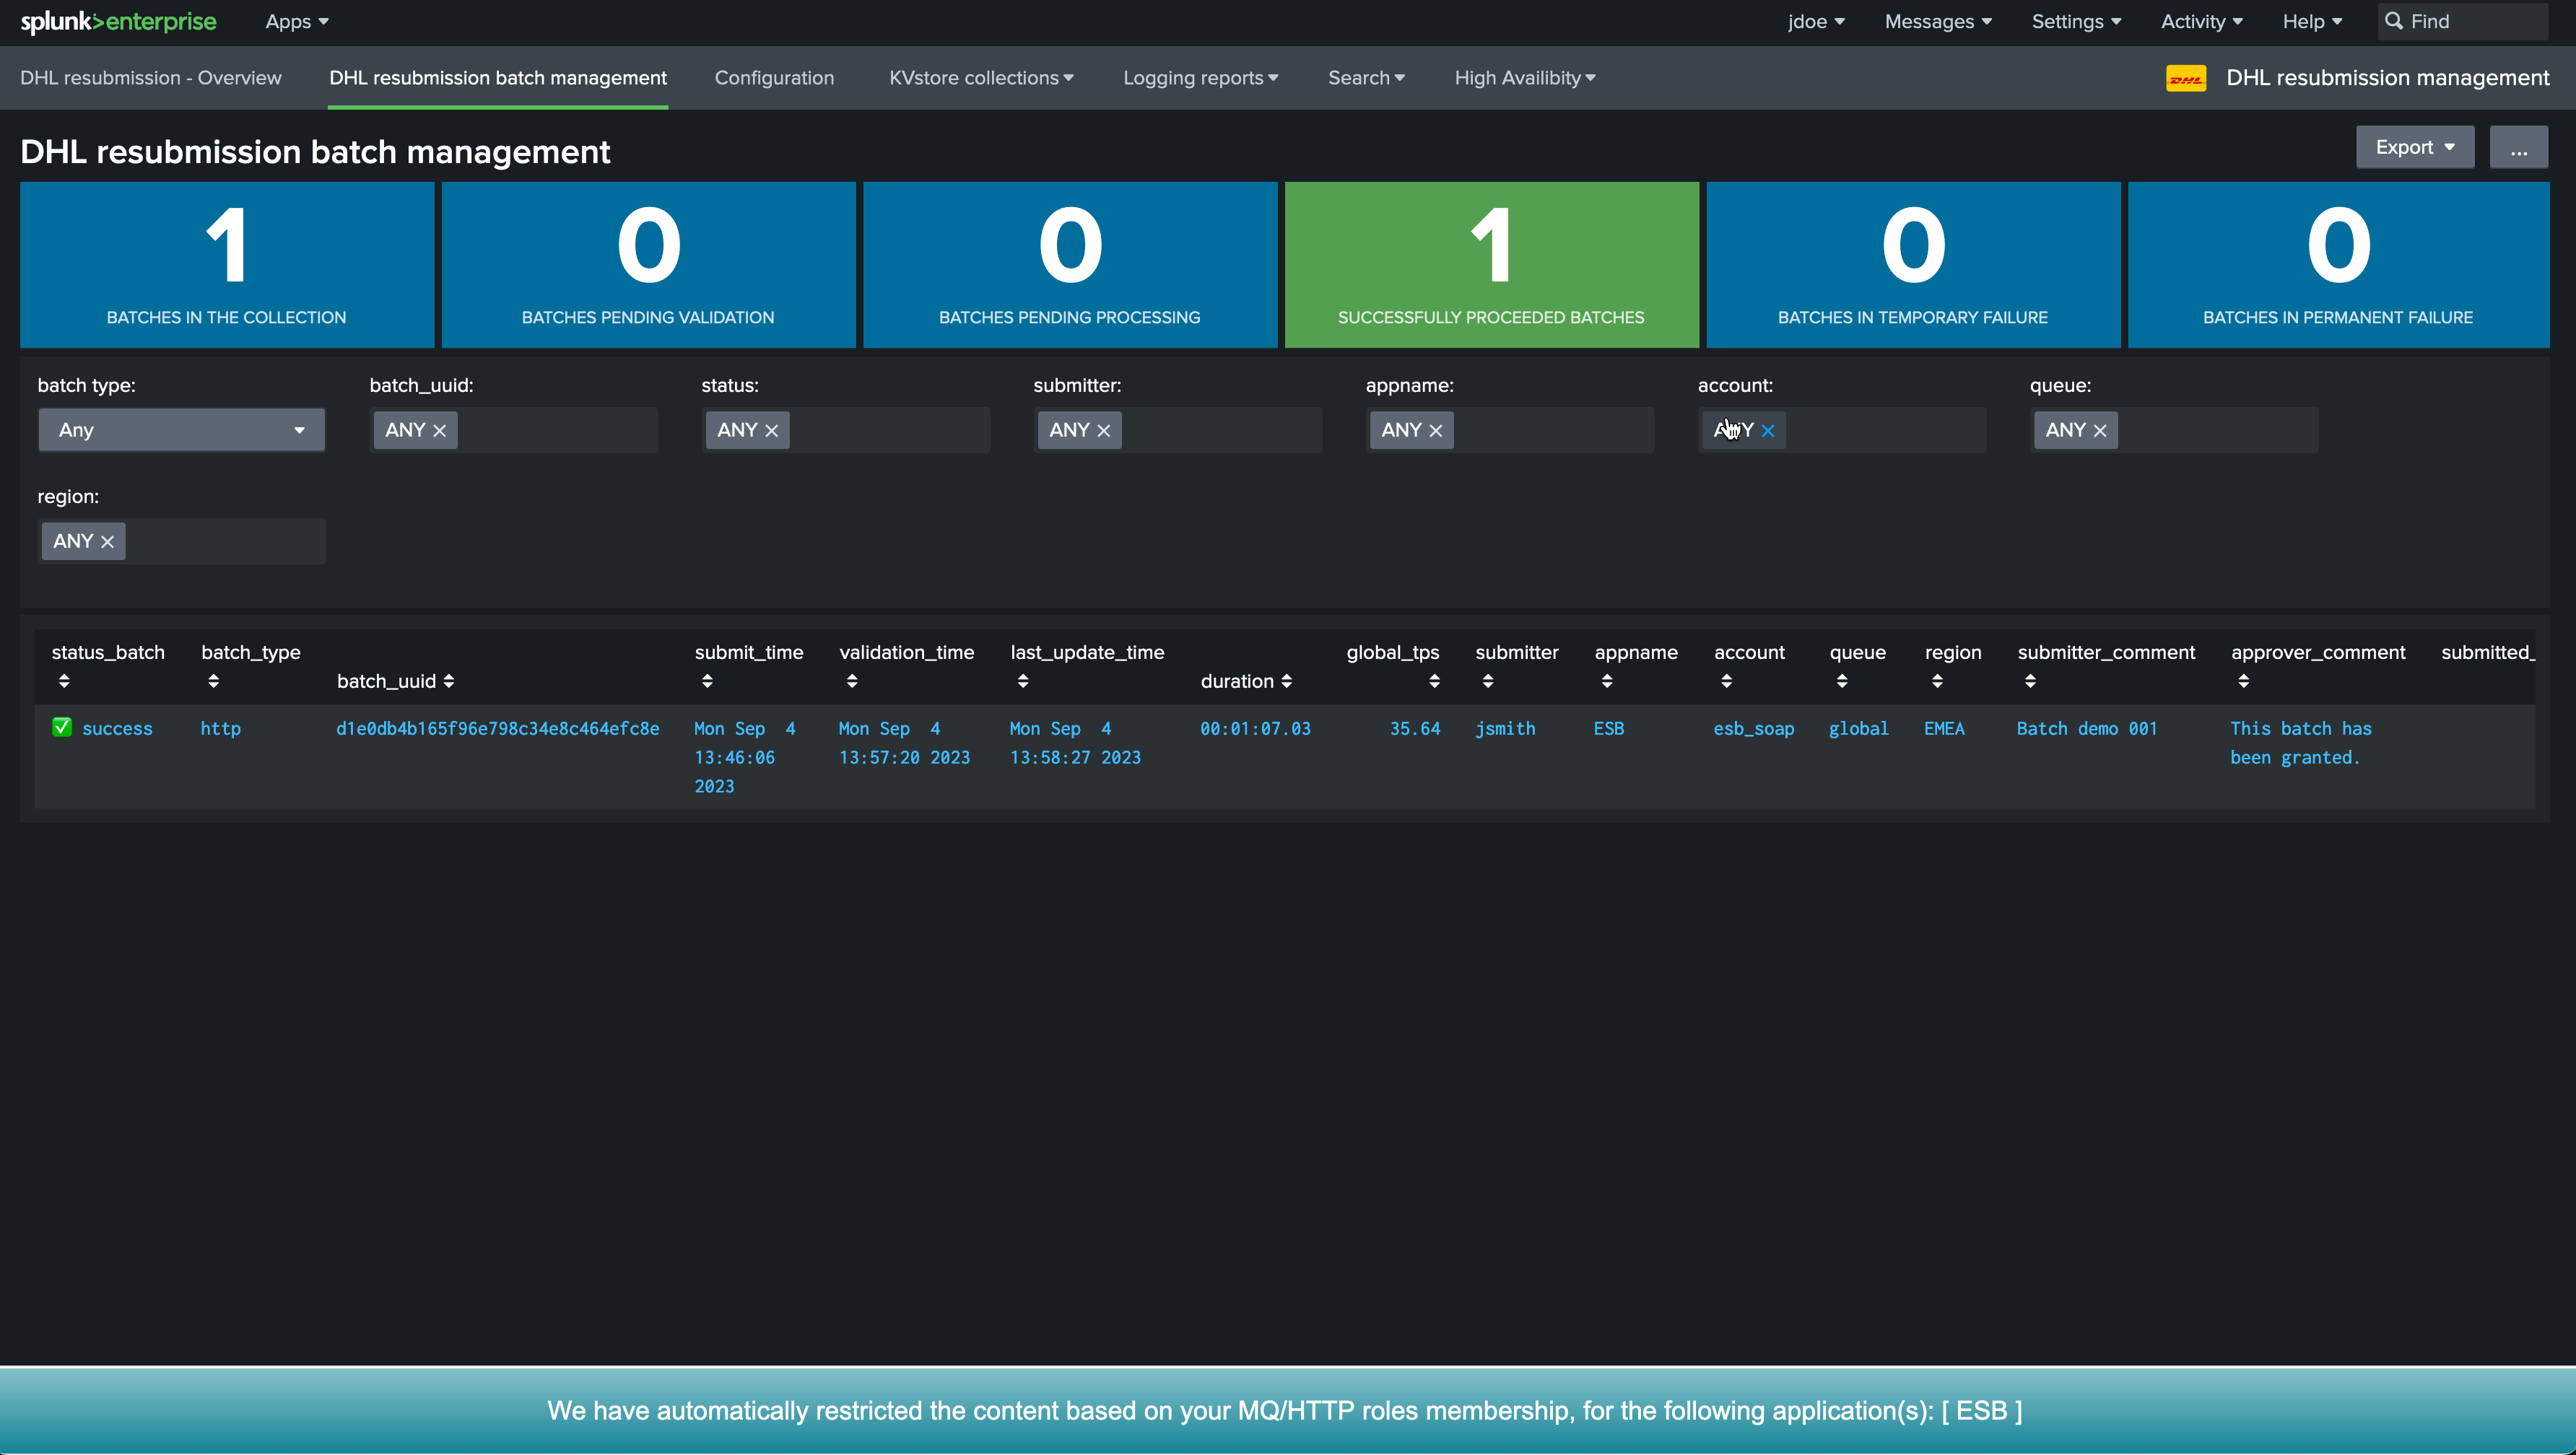 splunk>enterprise Apps jdoe Messages Settings Activity Help Find
DHL resubmission - Overview DHL resubmission batch management Configuration KVstore collections Logging reports Search High Availibity DHL DHL resubmission management
DHL resubmission batch management Export ...
1 0 0 1 0 0
BATCHES IN THE COLLECTION BATCHES PENDING VALIDATION BATCHES PENDING PROCESSING SUCCESSFULLY PROCEEDED BATCHES BATCHES IN TEMPORARY FAILURE BATCHES IN PERMANENT FAILURE
batch type: batch_uuid: status: submitter: appname: account: queue:
Any ANY ANY ANY ANY ANY ANY
region:
ANY
status_batch batch_type submit_time validation_time last_update_time global_tps submitter appname account queue region submitter_comment approver_comment submitted_
batch_uuid duration
success http d1e0db4b165f96e798c34e8c464efc8e Mon Sep 4 Mon Sep 4 Mon Sep 4 00:01:07.03 35.64 jsmith ESB esb_soap global EMEA Batch demo 001 This batch has
13:46:06 13:57:20 2023 13:58:27 2023 been granted.
2023
We have automatically restricted the content based on your MQ/HTTP roles membership, for the following application(s): [ ESB ]